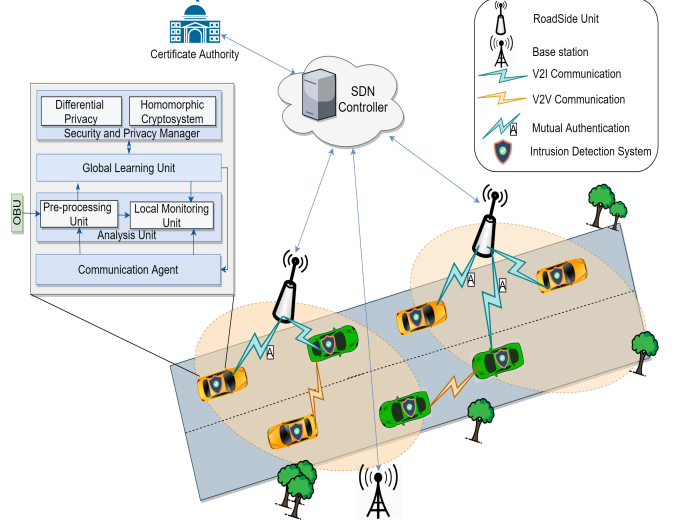 Certificate Authority
SDN
Controller
RoadSide Unit
Base station
V2I Communication
V2V Communication
A
Mutual Authentication
Intrusion Detection System
Differential
Privacy
Homomorphic
Cryptosystem
Security and Privacy Manager
Global Learning Unit
OBU
Pre-processing
Unit
Local Monitoring
Unit
Analysis Unit
Communication Agent
A
A
A